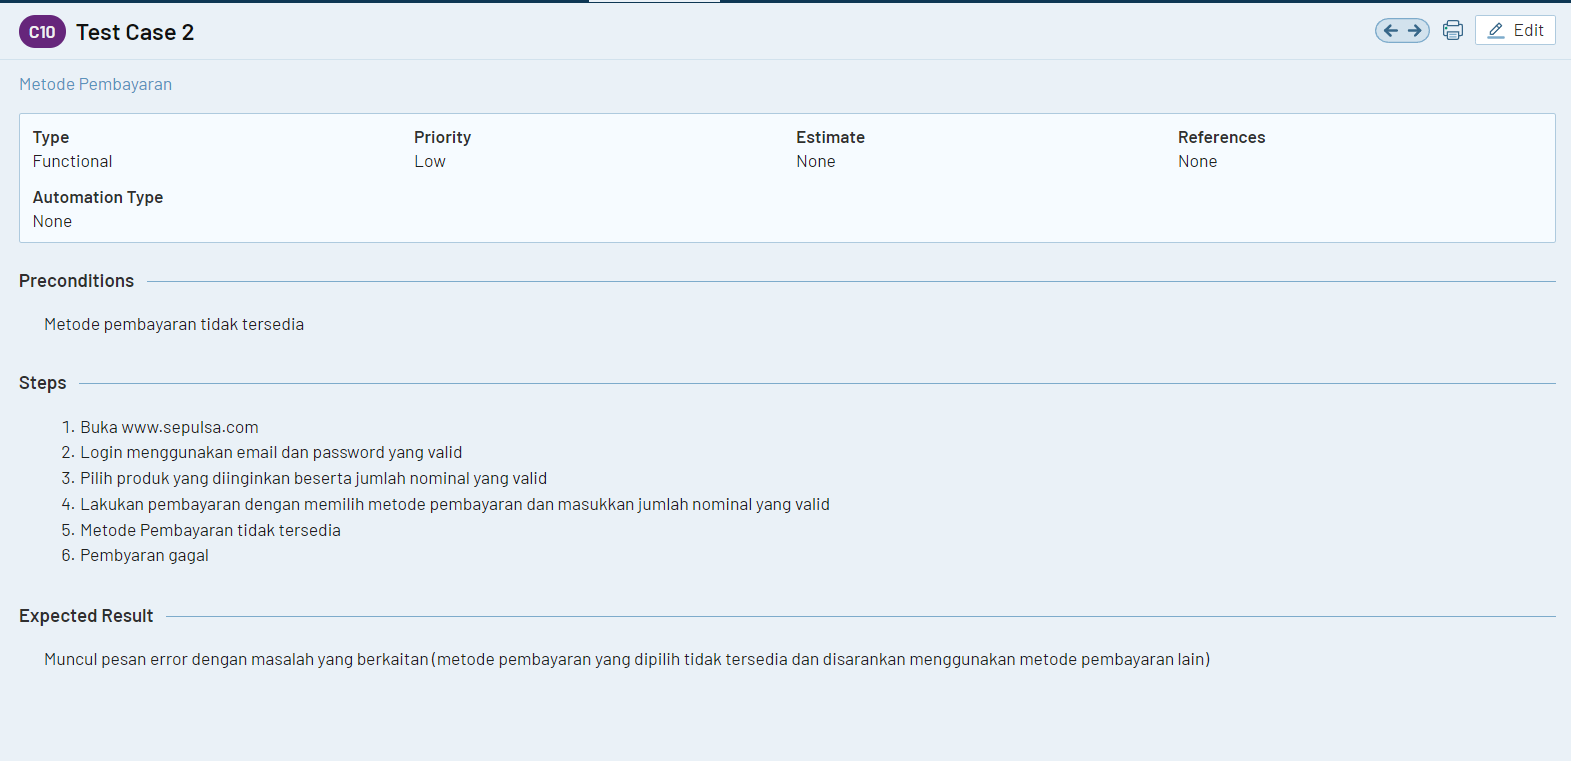 C10 Test Case 2 Edit
Metode Pembayaran
Type Priority Estimate References
Functional Low None None
Automation Type
None
Preconditions
Metode pembayaran tidak tersedia
Steps
1. Buka www.sepulsa.com
2. Login menggunakan email dan password yang valid
3. Pilih produk yang diinginkan beserta jumlah nominal yang valid
4. Lakukan pembayaran dengan memilih metode pembayaran dan masukkan jumlah nominal yang valid
5. Metode Pembayaran tidak tersedia
6. Pembyaran gagal
Expected Result
Muncul pesan error dengan masalah yang berkaitan (metode pembayaran yang dipilih tidak tersedia dan disarankan menggunakan metode pembayaran lain)